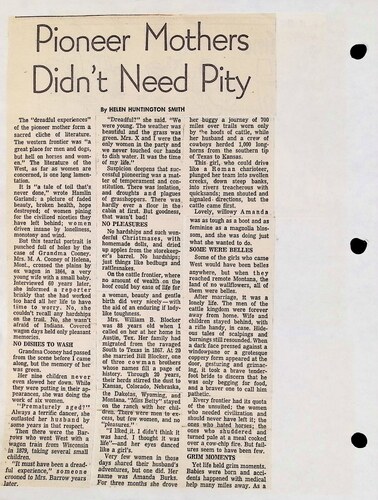 Pioneer Mothers
Didn't Need Pity
By HELEN HUNTINGTON SMITH
The "dreadful experiences"
of the pioneer mother form a
sacred cliche of literature.
The western frontier was "a
great place for men and dogs,
but hell on horses and wom-
en." The literature of the
West, as far as women are
concerned, is one long lamen-
tation.
It is "a tale of toil that's
never done," wrote Hamlin
Garland; a picture of faded
beauty, broken health, hope
destroyed; of women pining
for the civilized nineties they
have left behind; women
driven insane by loneliness,
monotony and wind.
But this tearful portrait is
punched full of holes by the
case of Grandma Cooney.
Mrs. M. A. Cooney of Helena,
Mont., crossed the plains by
ox wagon in 1864, a very
young wife with a small baby.
Interviewed 60 years later,
she informed a reporter
briskly that she had worked
too hard all her life to have
time to worry. No, she
couldn't recall any hardships
on the trail. No, she wasn't
afraid of Indians. Covered
wagon days held only pleasant
memories.
NO DISHES TO WASH
Grandma Cooney had passed
from the scene before I came
along, but the memory of her
was green.
Her nine children never
even slowed her down. While
they were putting in their ap-
pearances, she was doing the
work of six women.
Prematurely aged?
Always a terrific dancer, she
outlasted her husband by
some years in that respect.
Then there were the Bar-
rows who went West with a
wagon train from Wisconsin
in 1879, taking several small
children.
"It must have been a dread-
ful experience," someone
crooned to Mrs. Barrow years
later.
"Dreadful?" she said. "We
were young. The weather was
beautiful and the grass was
green. Mrs. X and I were the
only women in the party and
we never touched our hands
to dish water. It was the time
of my life."
Suspicion deepens that suc-
cessful pioneering was a mat-
ter of temperament and con-
stitution. There was isolation,
and droughts and plagues
of grasshoppers. There was
hardly ever a floor in the
cabin at first. But goodness,
that wasn't bad!
NO PLEASURES
No hardships and such won-
derful Christmases, with
homemade dolls, and dried
up apples from the storekeep-
er's barrel. No hardships:
just things like bedbugs and
rattlesnakes.
On the cattle frontier, where
no amount of wealth on the
hoof could buy ease of life for
a woman, beauty and gentle
birth did very nicely—with
the aid of an enduring if lady-
like toughness.
Mrs. William B. Blocker
was 88 years old when I
called on her at her home in
Austin, Tex. Her family had
migrated from the ravaged
South to Texas in 1867. At 20
she married Bill Blocker, one
of three cowman brothers
whose names fill a page of
history. Through 30 years,
their herds stirred the dust to
Kansas, Colorado, Nebraska,
the Dakotas, Wyoming, and
Montana, "Miss Betty" stayed
on the ranch with her chil-
dren. "There were men to ex-
tra, but few women, and no
"pleasures."
"I liked it. I didn't think it
was hard. I thought it was
life"—and her eyes danced
like a girl's.
Very few women in those
days shared their husband's
adventures, but one did. Her
name was Amanda Burks.
For three months she drove
her buggy a journey of 700
miles over trails worn only
by the hoofs of cattle, while
her husband and a crew of
cowboys herded 1,000 long-
horns from the southern tip
of Texas to Kansas.
This girl, who could drive
like a Roman charioteer,
plunged her team into swollen
creeks, down steep banks
into rivers treacherous with
quicksands; men shouted and
signaled directions, but the
cattle came first.
Lovely, willowy Amanda
was as tough as a boot and as
feminine as a magnolia blos-
som, and she was doing just
what she wanted to do.
SOME WERE BELLES
Some of the girls who came
West would have been belles
anywhere, but when they
reached remote Montana, the
land of no wallflowers, all of
them were belles.
After marriage, it was a
lonely life. The men of the
cattle kingdom were forever
away from home. Wife and
children stayed behind, with
a rifle handy, in case. Hide-
ous tales of scalpings and
burnings still resounded. When
a dark face pressed against a
windowpane or a grotesque
coppery form appeared at the
door, gesturing and grimac-
ing, it took a brave tender-
foot bride to discern that he
was only begging for food,
and a brave one to call him
pathetic.
Every frontier had its quota
of the unsuited; the women
who needed civilization and
should never have left it; the
ones who hated horses; the
ones who shuddered and
turned pale at a meal cooked
over a cow-chip fire. But fail-
ures seem to have been few.
GRIM MOMENTS
Yet life held grim moments.
Babies were born and acci-
dents happened with medical
help many miles away. As a